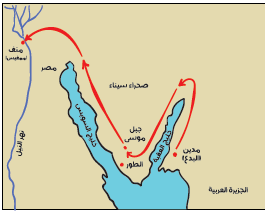 منف
(ممفيس)
مصر
صحراء سيناء
جبل
موسى
الطور
مدين
(البدع)
خليج السويس
خليج العقبة
نهر النيل
الجزيرة العربية